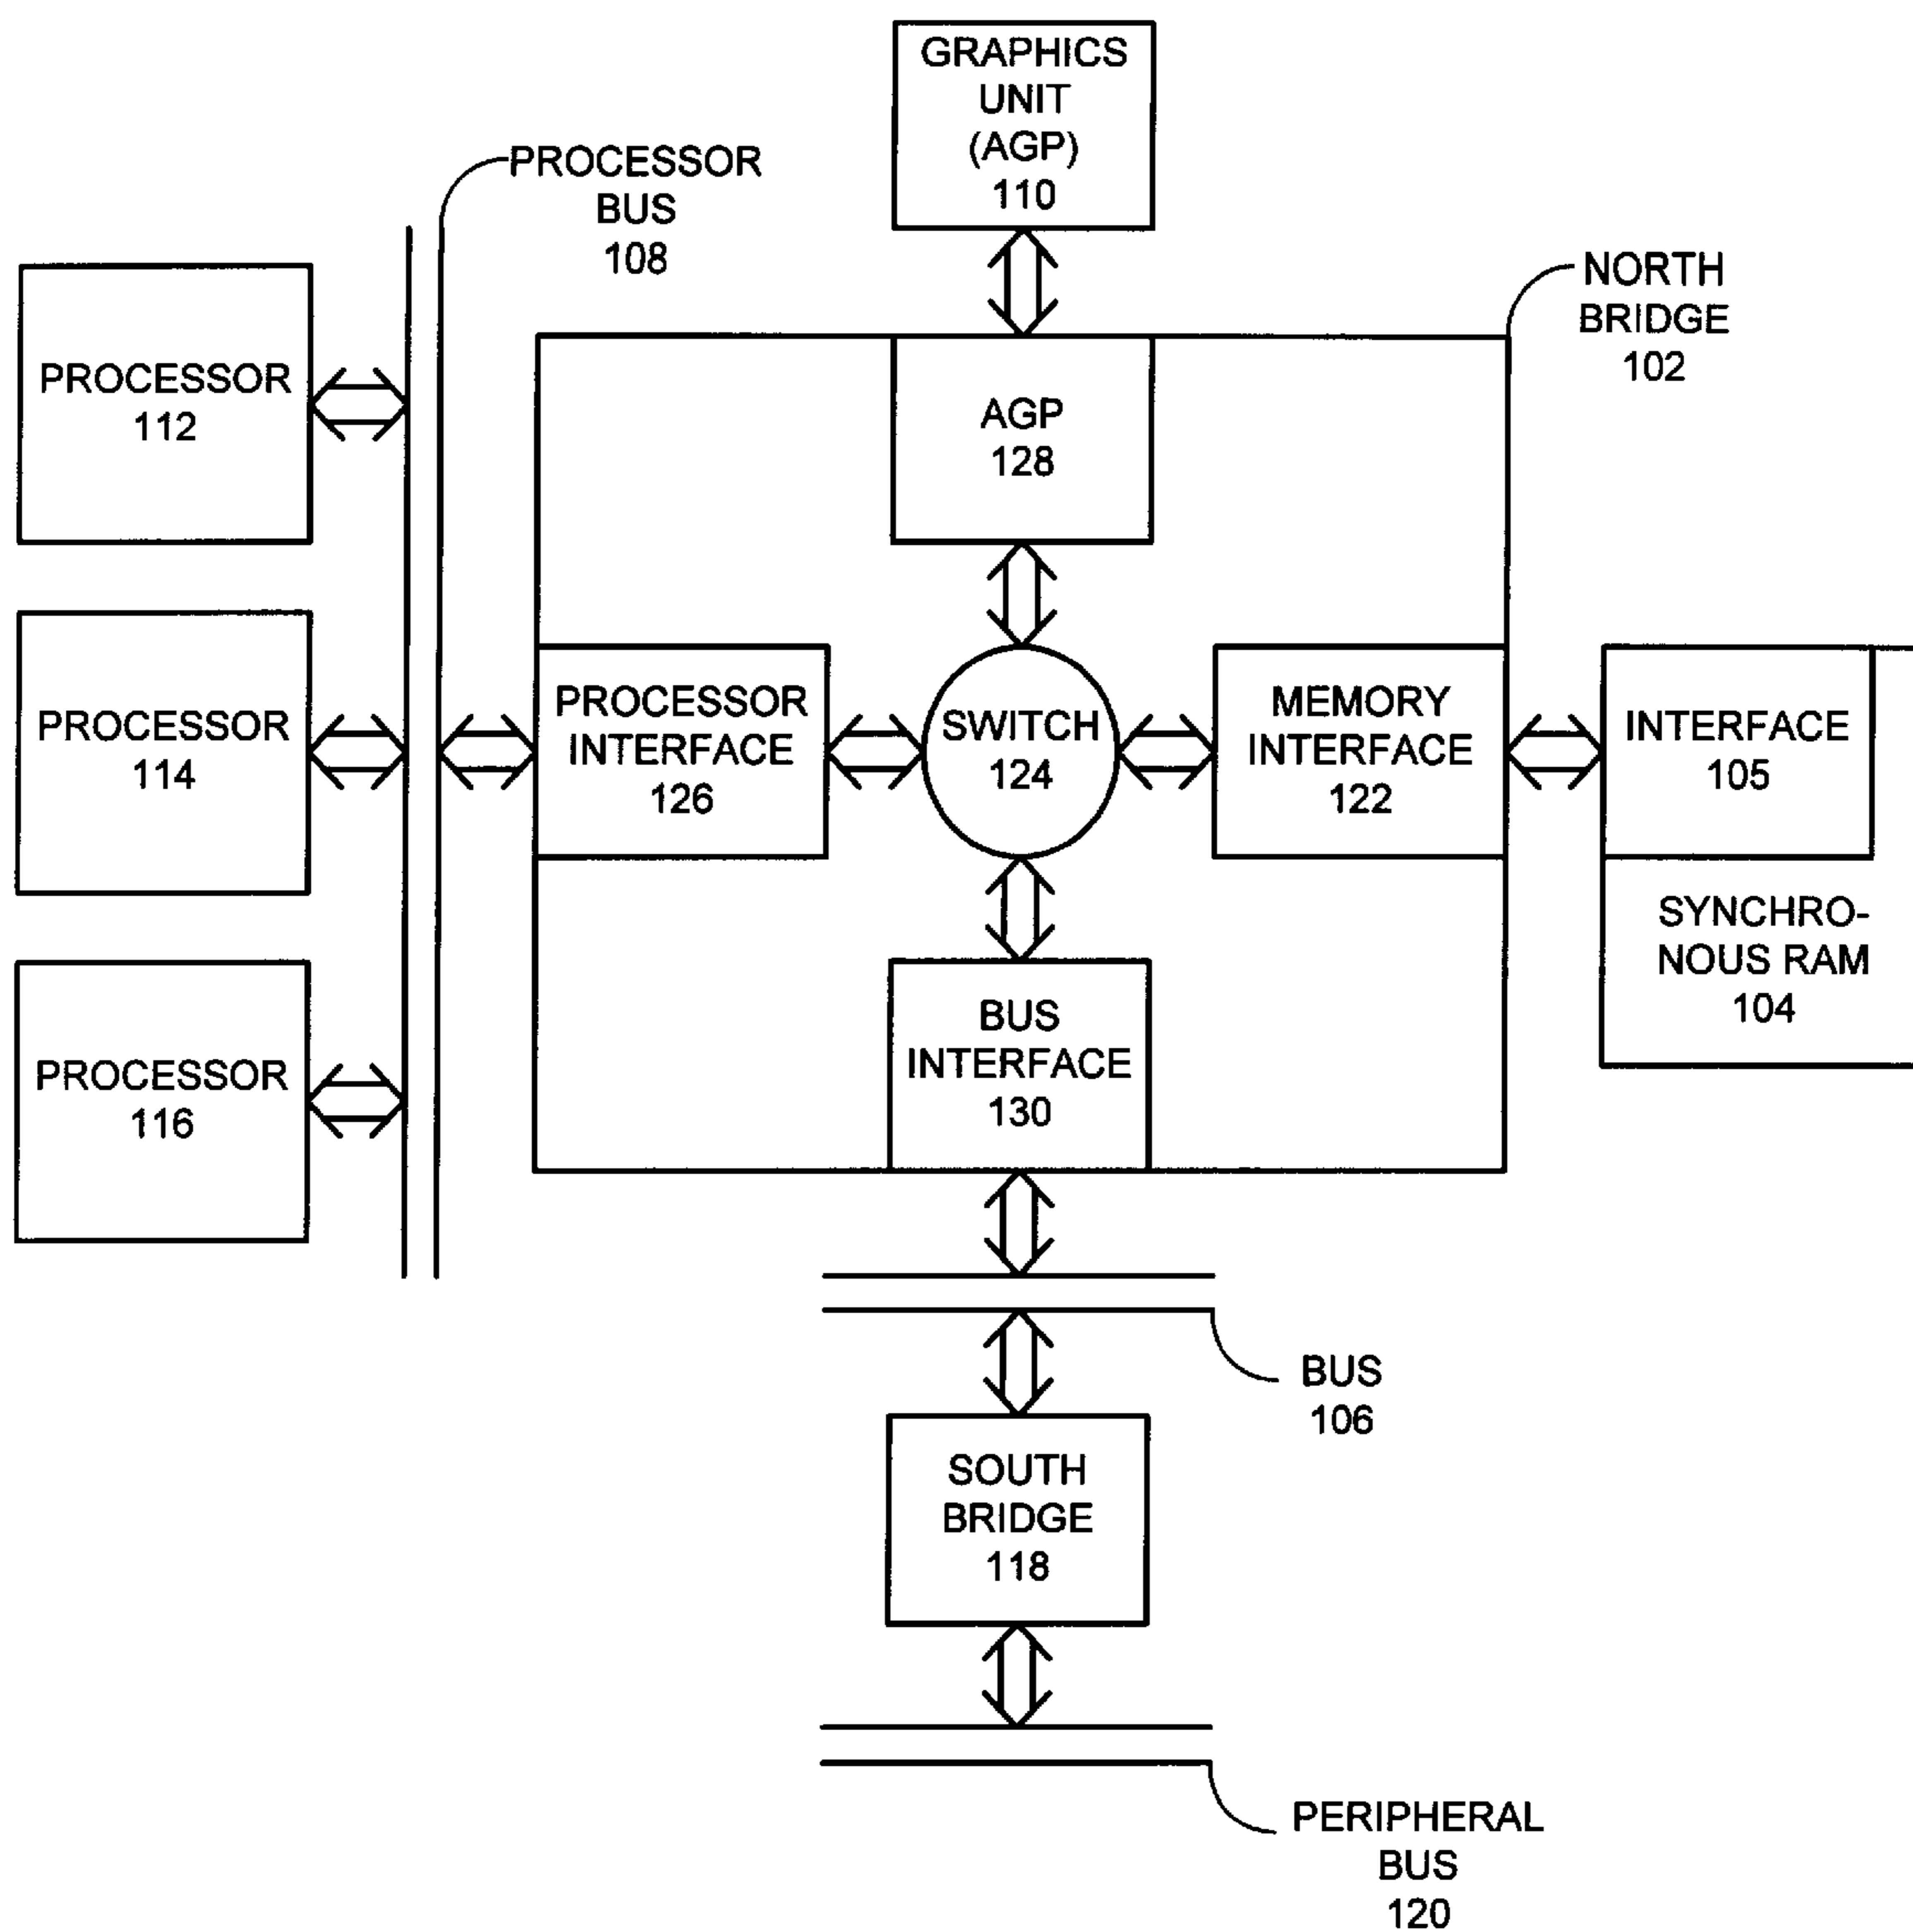 GRAPHICS
UNIT
(AGP)
110
PROCESSOR
BUS
108
NORTH
BRIDGE
102
PROCESSOR
112
AGP
128
PROCESSOR
114
PROCESSOR
INTERFACE
126
SWITCH
124
MEMORY
INTERFACE
122
INTERFACE
105
SYNCHRO-
NOUS RAM
104
PROCESSOR
116
BUS
INTERFACE
130
BUS
106
SOUTH
BRIDGE
118
PERIPHERAL
BUS
120